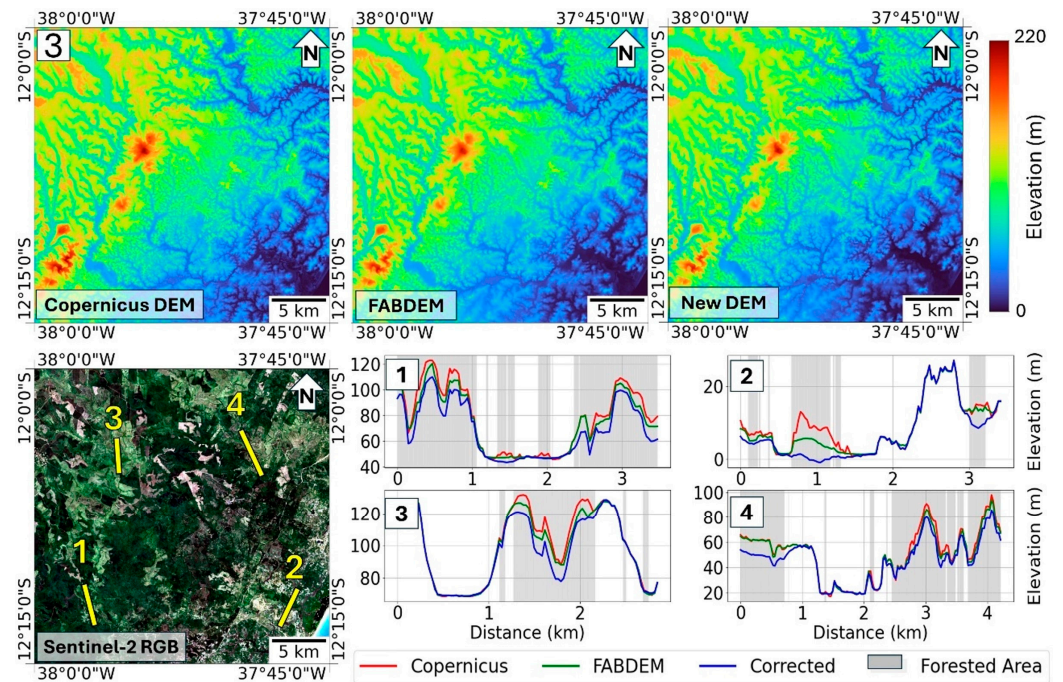 38°0'0"W 37°45'0"W 38°0'0"W 37°45'0"W 38°0'0"W 37°45'0"W
3 N N N
12°0'0"S 12°0'0"S 12°0'0"S 12°0'0"S
12°15'0"S 12°15'0"S 12°15'0"S 12°15'0"S
Copernicus DEM 5 km FABDEM 5 km New DEM 5 km
38°0'0"W 37°45'0"W 38°0'0"W 37°45'0"W 38°0'0"W 37°45'0"W
220
Elevation (m)
0
38°0'0"W 37°45'0"W
N
12°0'0"S 12°0'0"S
3 4
1 2
12°15'0"S 12°15'0"S
Sentinel-2 RGB 5 km
38°0'0"W 37°45'0"W
1
120
100
80
60
40
0 1 2 3
2
20
0
0 1 2 3
Elevation (m)
3
120
100
80
0 1 2
Distance (km)
4
100
80
60
40
20
0 1 2 3 4
Distance (km)
Elevation (m)
Copernicus FABDEM Corrected Forested Area